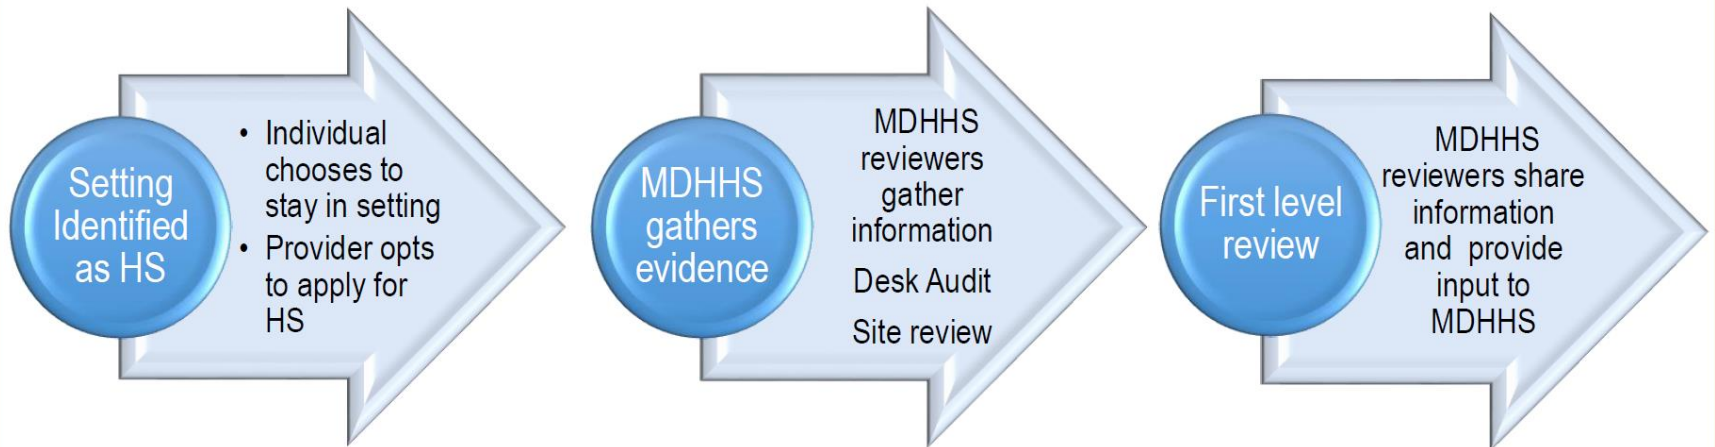 Setting
Identified
as HS
• Individual
chooses to
stay in setting
• Provider opts
to apply for
HS
MDHHS
gathers
evidence
MDHHS
reviewers
gather
information
Desk Audit
Site review
First level
review
MDHHS
reviewers share
information
and provide
input to
MDHHS